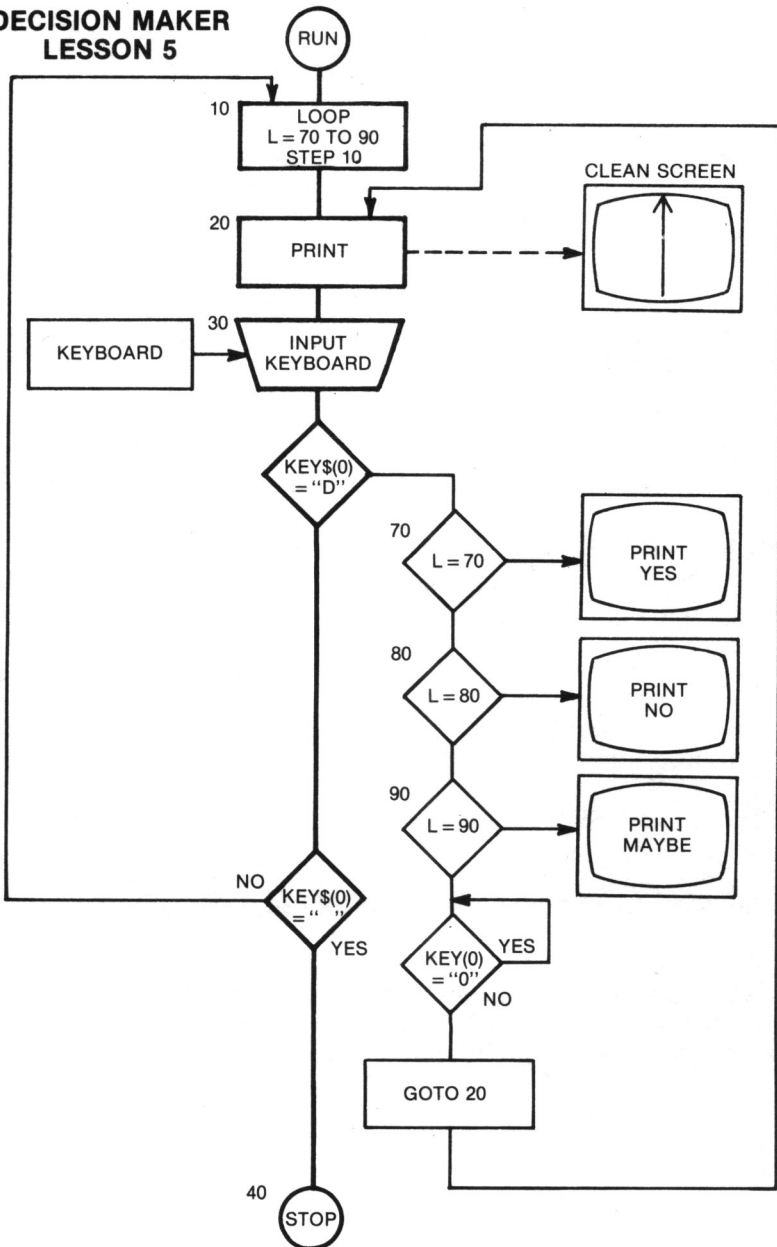 DECISION MAKER
LESSON 5
RUN
10
LOOP
L = 70 TO 90
STEP 10
CLEAN SCREEN
20
PRINT
30
KEYBOARD
INPUT
KEYBOARD
KEY$(0)
= "D"
70
L = 70
PRINT
YES
80
L = 80
PRINT
NO
90
L = 90
PRINT
MAYBE
NO
KEY$(0)
= " "
YES
KEY(0)
= "0"
YES
NO
GOTO 20
40
STOP